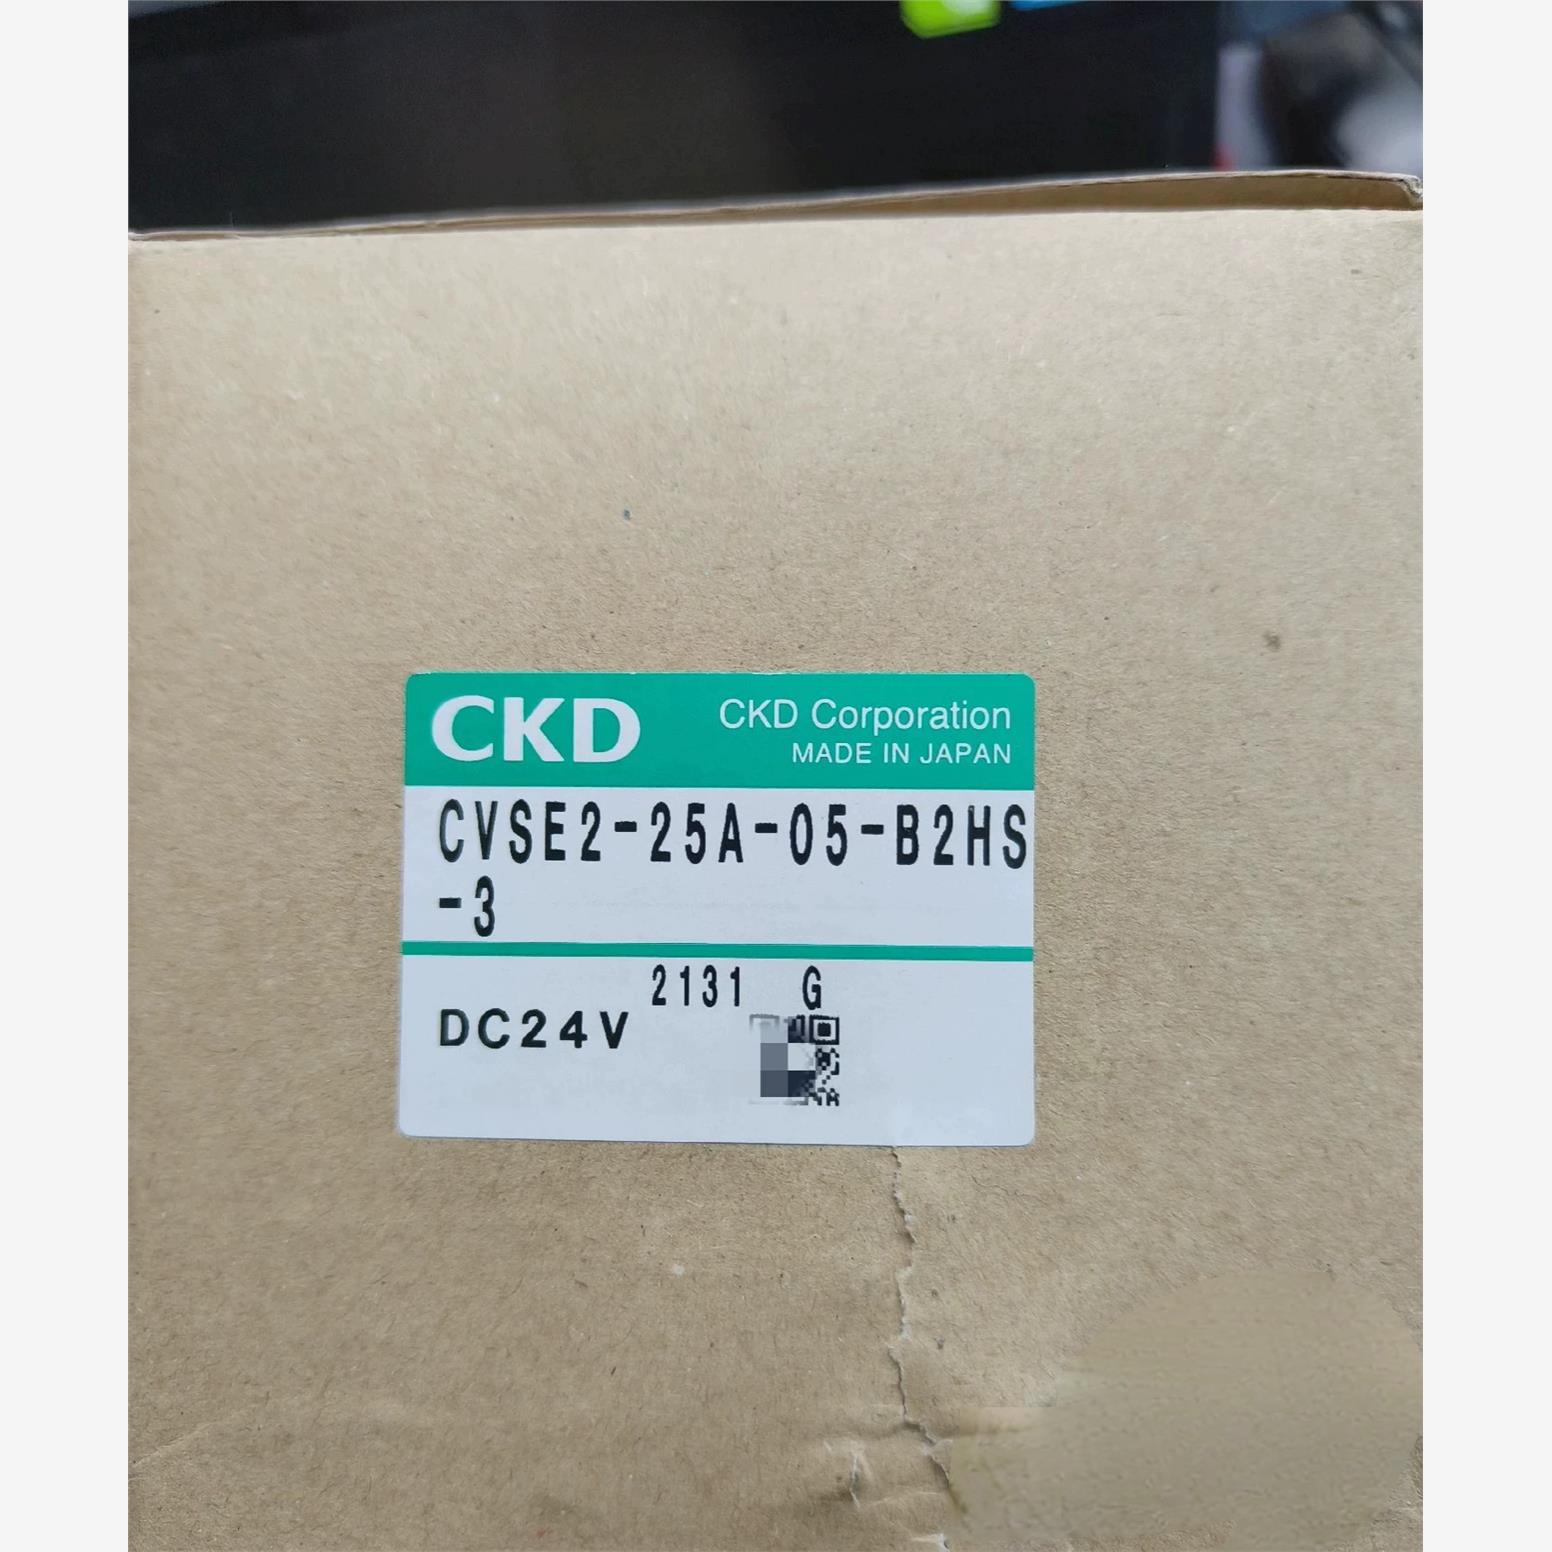 CKD
CKD Corporation
MADE IN JAPAN
CVSE2-25A-05-B2HS
-3
2131 G
DC24V